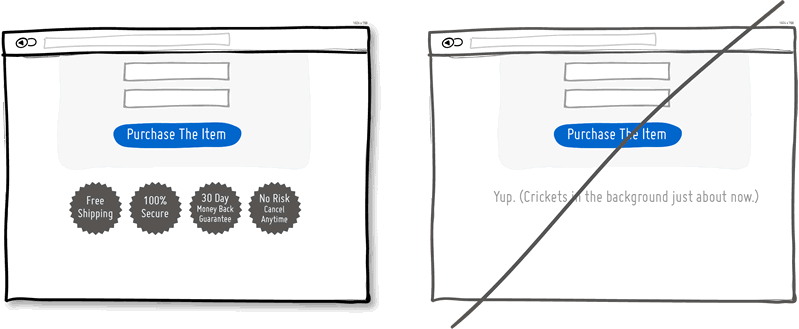 Purchase The Item
Free
Shipping
100%
Secure
30 Day
Money Back
Guarantee
No Risk
Cancel
Anytime
Purchase The Item
Yup. (Crickets in the background just about now.)